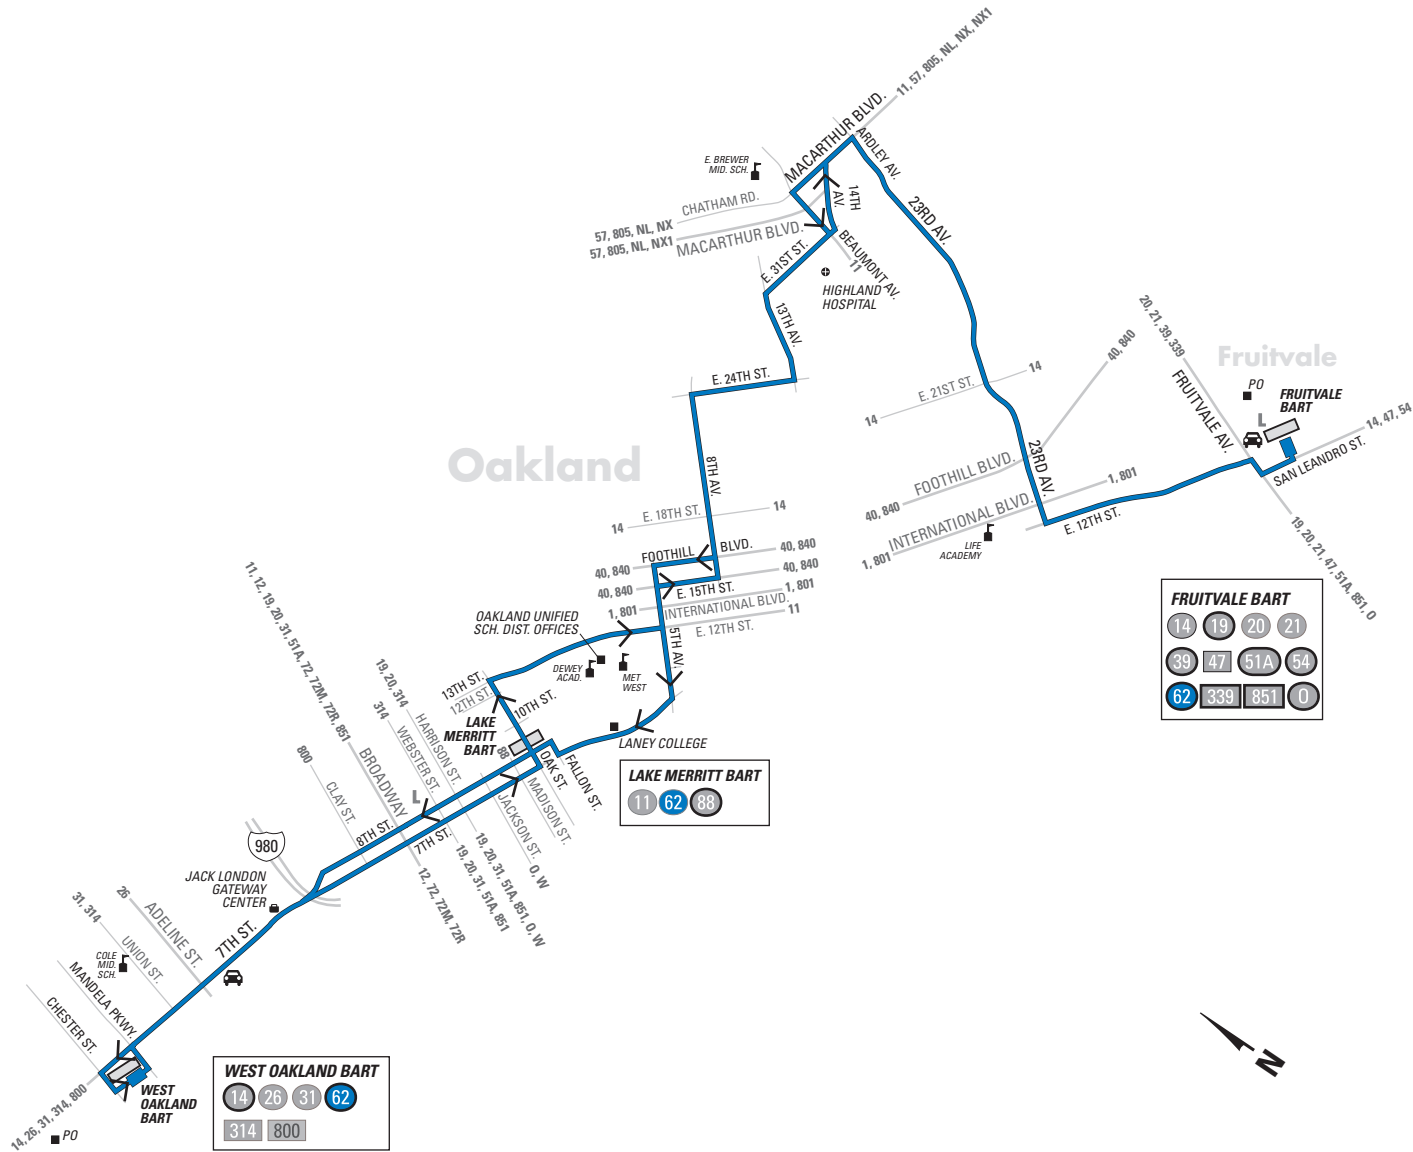 11, 57, 805, NL, NX, NX1
MACARTHUR BLVD.
ARDLEY AV.
E. BREWER
MID. SCH.
14TH
AV.
CHATHAM RD.
57, 805, NL, NX
57, 805, NL, NX1
MACARTHUR BLVD.
23RD AV.
E. 31ST ST.
BEAUMONT AV.
11
HIGHLAND
HOSPITAL
13TH AV.
20, 21, 39, 339
40, 840
Fruitvale
E. 24TH ST.
E. 21ST ST.
14
14
FRUITVALE AV.
PO
FRUITVALE
BART
L
14, 47, 54
SAN LEANDRO ST.
Oakland
8TH AV.
23RD AV.
FOOTHILL BLVD.
40, 840
1, 801
INTERNATIONAL BLVD.
1, 801
E. 12TH ST.
LIFE
ACADEMY
19, 20, 21, 47, 51A, 851, O
E. 18TH ST.
14
14
FOOTHILL
BLVD.
40, 840
40, 840
40, 840
40, 840
E. 15TH ST.
1, 801
1, 801
INTERNATIONAL BLVD.
11
E. 12TH ST.
5TH AV.
OAKLAND UNIFIED
SCH. DIST. OFFICES
DEWEY
ACAD.
MET
WEST
FRUITVALE BART
14 19 20 21
39 47 51A 54
62 339 851 O
11, 12, 19, 20, 31, 51A, 72, 72M, 72R, 851
19, 20, 314
314
800
13TH ST.
12TH ST.
10TH ST.
LAKE
MERRITT
BART
88
LANEY COLLEGE
HARRISON ST.
WEBSTER ST.
BROADWAY
CLAY ST.
L
OAK ST.
FALLON ST.
MADISON ST.
JACKSON ST.
8TH ST.
7TH ST.
LAKE MERRITT BART
11 62 88
O, W
19, 20, 31, 51A, 851, O, W
19, 20, 31, 51A, 851
12, 72, 72M, 72R
980
JACK LONDON
GATEWAY
CENTER
26
31, 314
ADELINE ST.
UNION ST.
7TH ST.
COLE
MID.
SCH.
MANDELA PKWY.
CHESTER ST.
WEST
OAKLAND
BART
14, 26, 31, 314, 800
PO
WEST OAKLAND BART
14 26 31 62
314 800
N